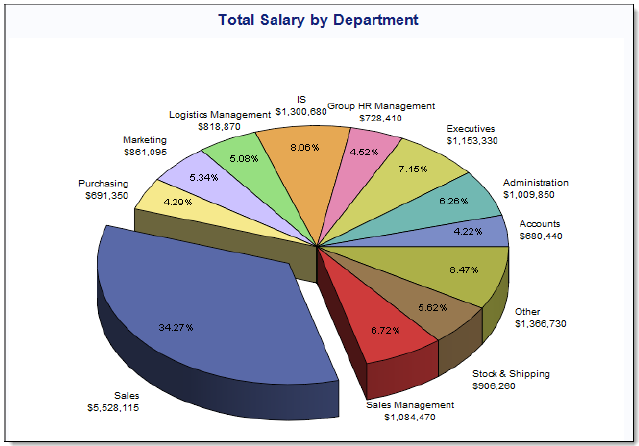 Total Salary by Department
IS
$1,300,680
Group HR Management
$728,410
Logistics Management
$818,870
Executives
$1,153,330
Marketing
$861,095
8.06%
4.52%
5.08%
7.15%
5.34%
Purchasing
$691,350
Administration
$1,009,850
4.29%
6.26%
Accounts
$680,440
4.22%
8.47%
5.62%
Other
$1,366,730
34.27%
6.72%
Stock & Shipping
$906,260
Sales
$5,528,115
Sales Management
$1,084,470